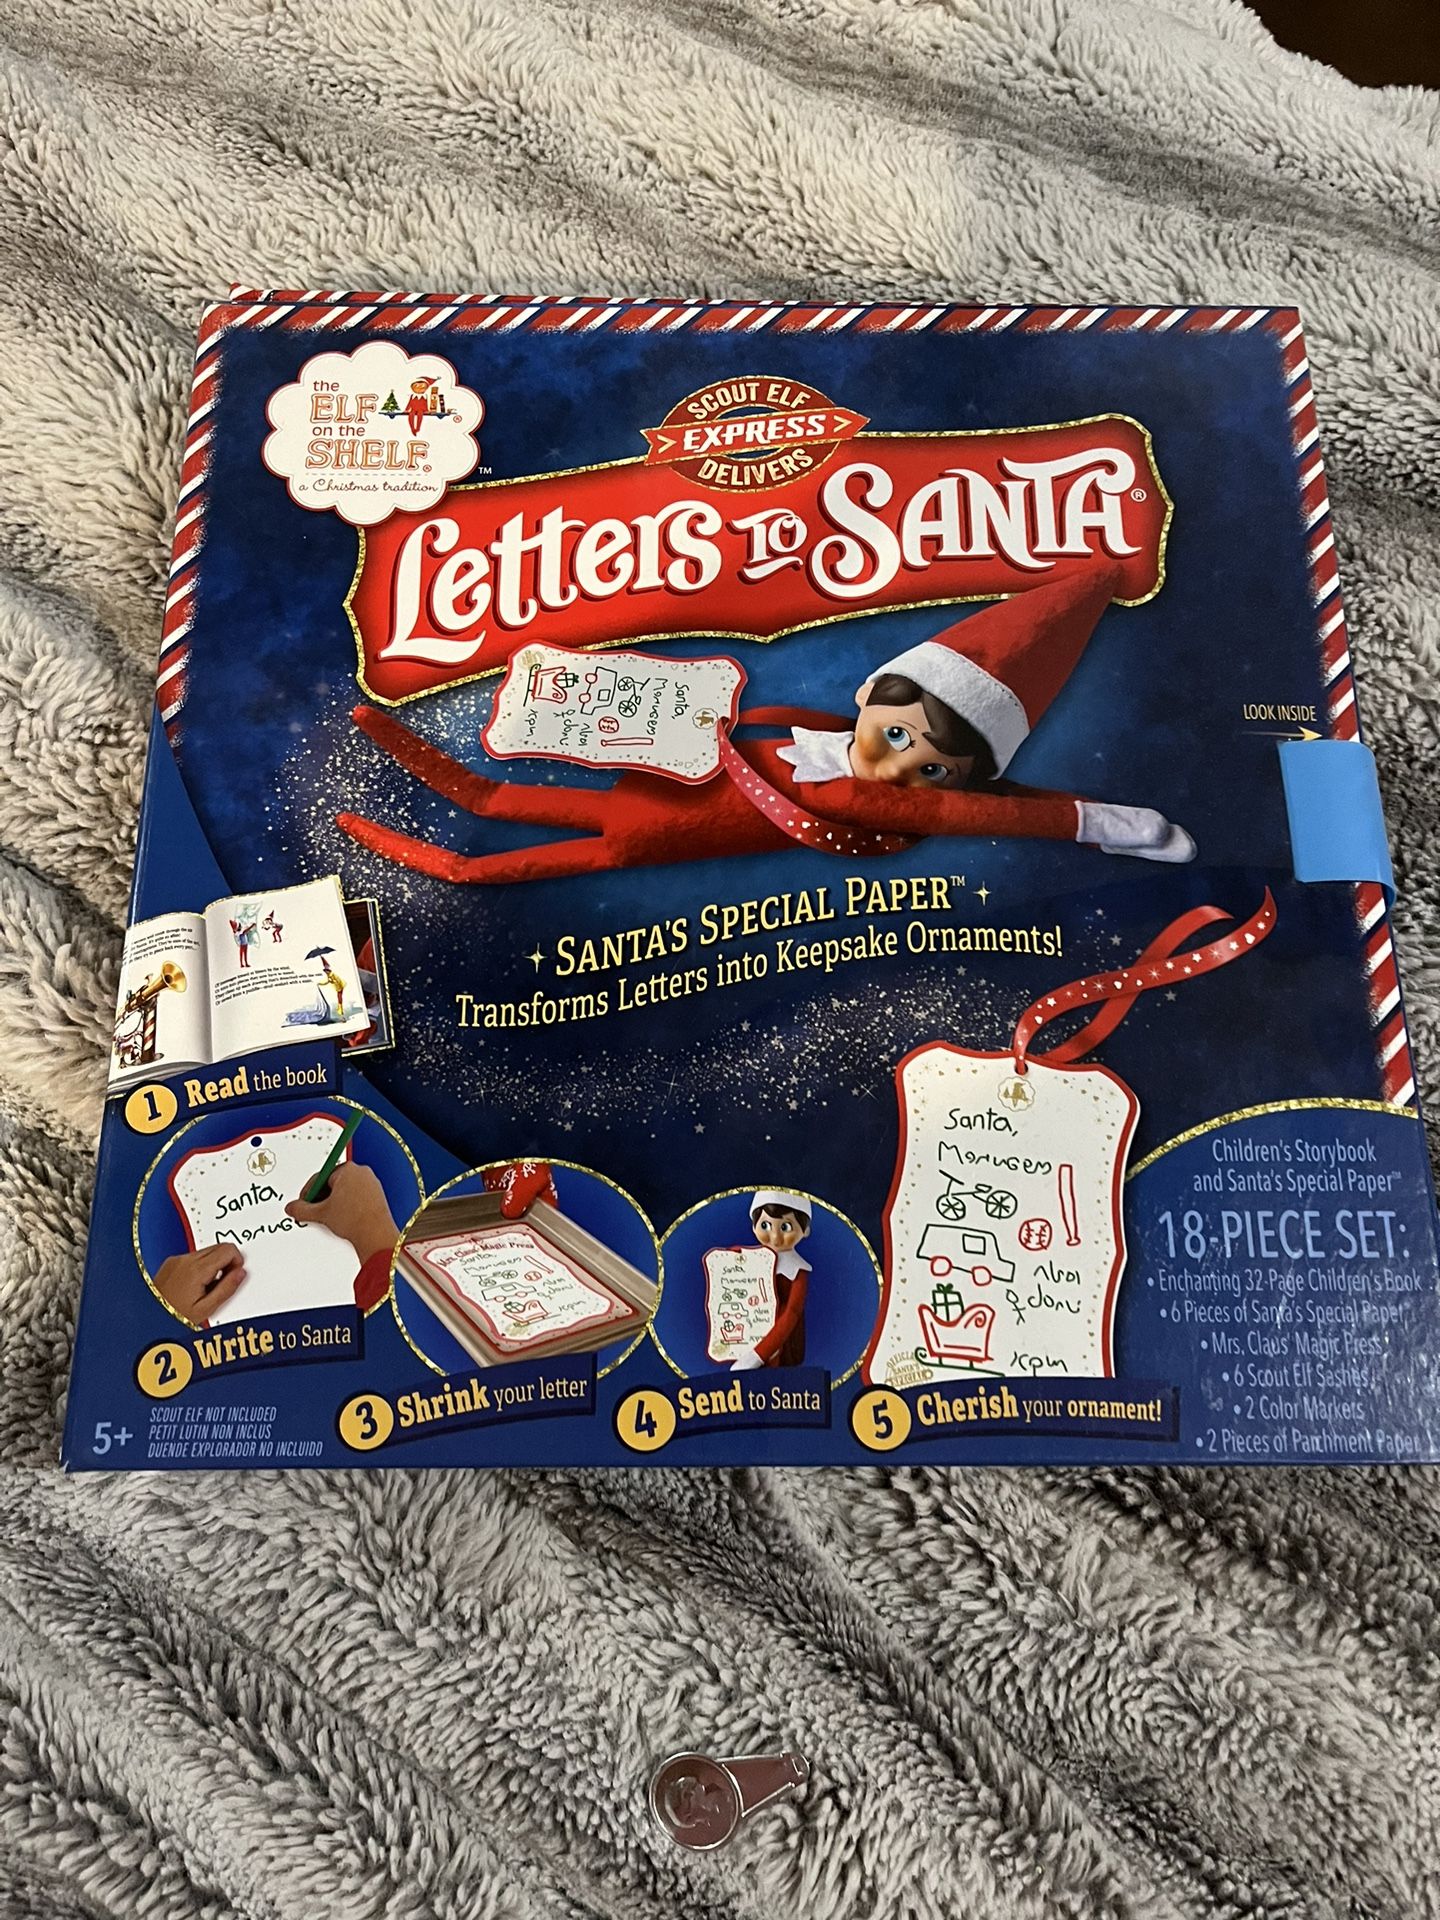 the
ELF
on the
SHELF®
a Christmas tradition
™
SCOUT ELF
EXPRESS
DELIVERS
Letters to SANTA®
LOOK INSIDE
SANTA'S SPECIAL PAPER™
Transforms Letters into Keepsake Ornaments!
1 Read the book
Santa,
2 Write to Santa
3 Shrink your letter
4 Send to Santa
Santa,
5 Cherish your ornament!
Children's Storybook
and Santa's Special Paper™
18-PIECE SET:
• Enchanting 32-Page Children's Book
• 6 Pieces of Santa's Special Paper
• Mrs. Claus' Magic Press
• 6 Scout Elf Sashes
• 2 Color Markers
• 2 Pieces of Parchment Paper
5+
SCOUT ELF NOT INCLUDED
PETIT LUTIN NON INCLUS
DUENDE EXPLORADOR NO INCLUIDO